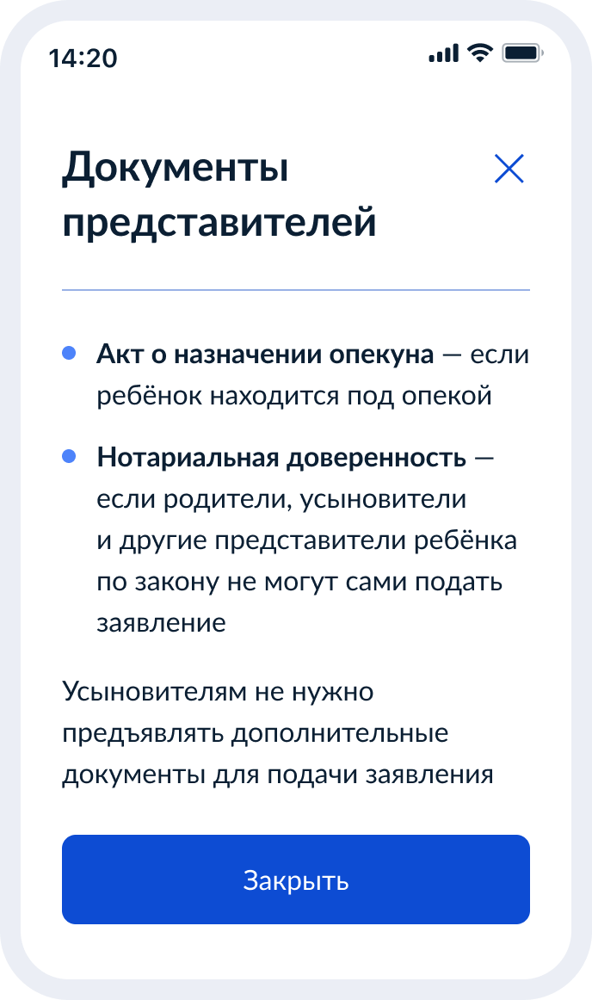 14:20
Документы
представителей
Акт о назначении опекуна — если
ребёнок находится под опекой
Нотариальная доверенность —
если родители, усыновители
и другие представители ребёнка
по закону не могут сами подать
заявление
Усыновителям не нужно
предъявлять дополнительные
документы для подачи заявления
Закрыть